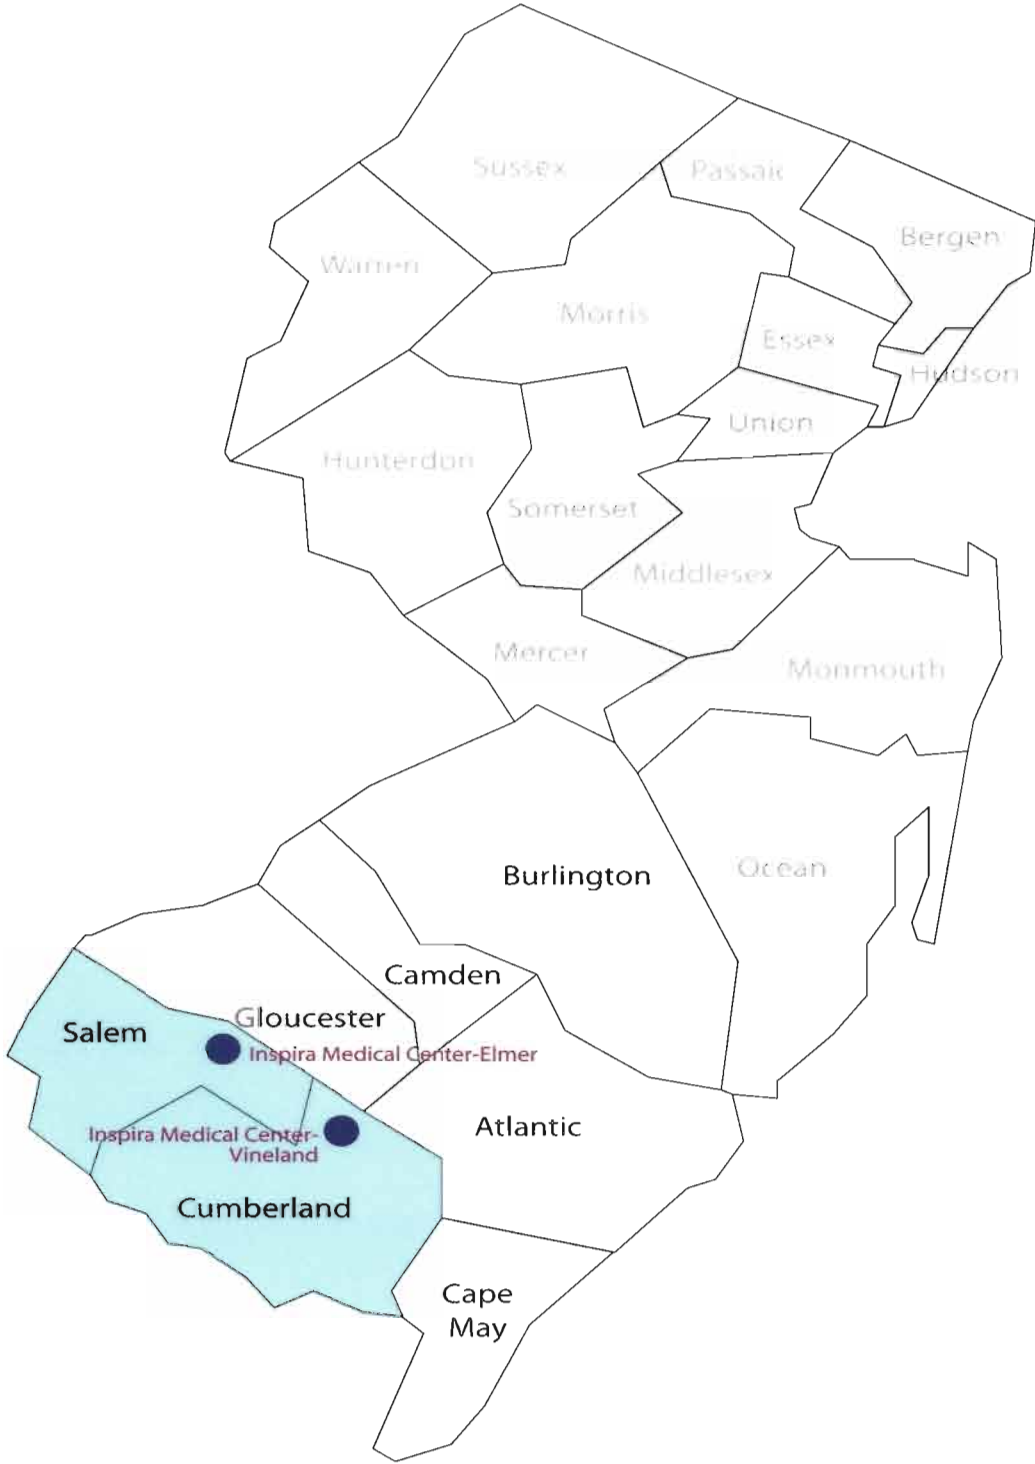 Sussex
Passaic
Bergen
Warren
Morris
Essex
Hudson
Union
Hunterdon
Somerset
Middlesex
Mercer
Monmouth
Burlington
Ocean
Camden
Gloucester
Salem
Inspira Medical Center-Elmer
Atlantic
Inspira Medical Center-
Vineland
Cumberland
Cape
May